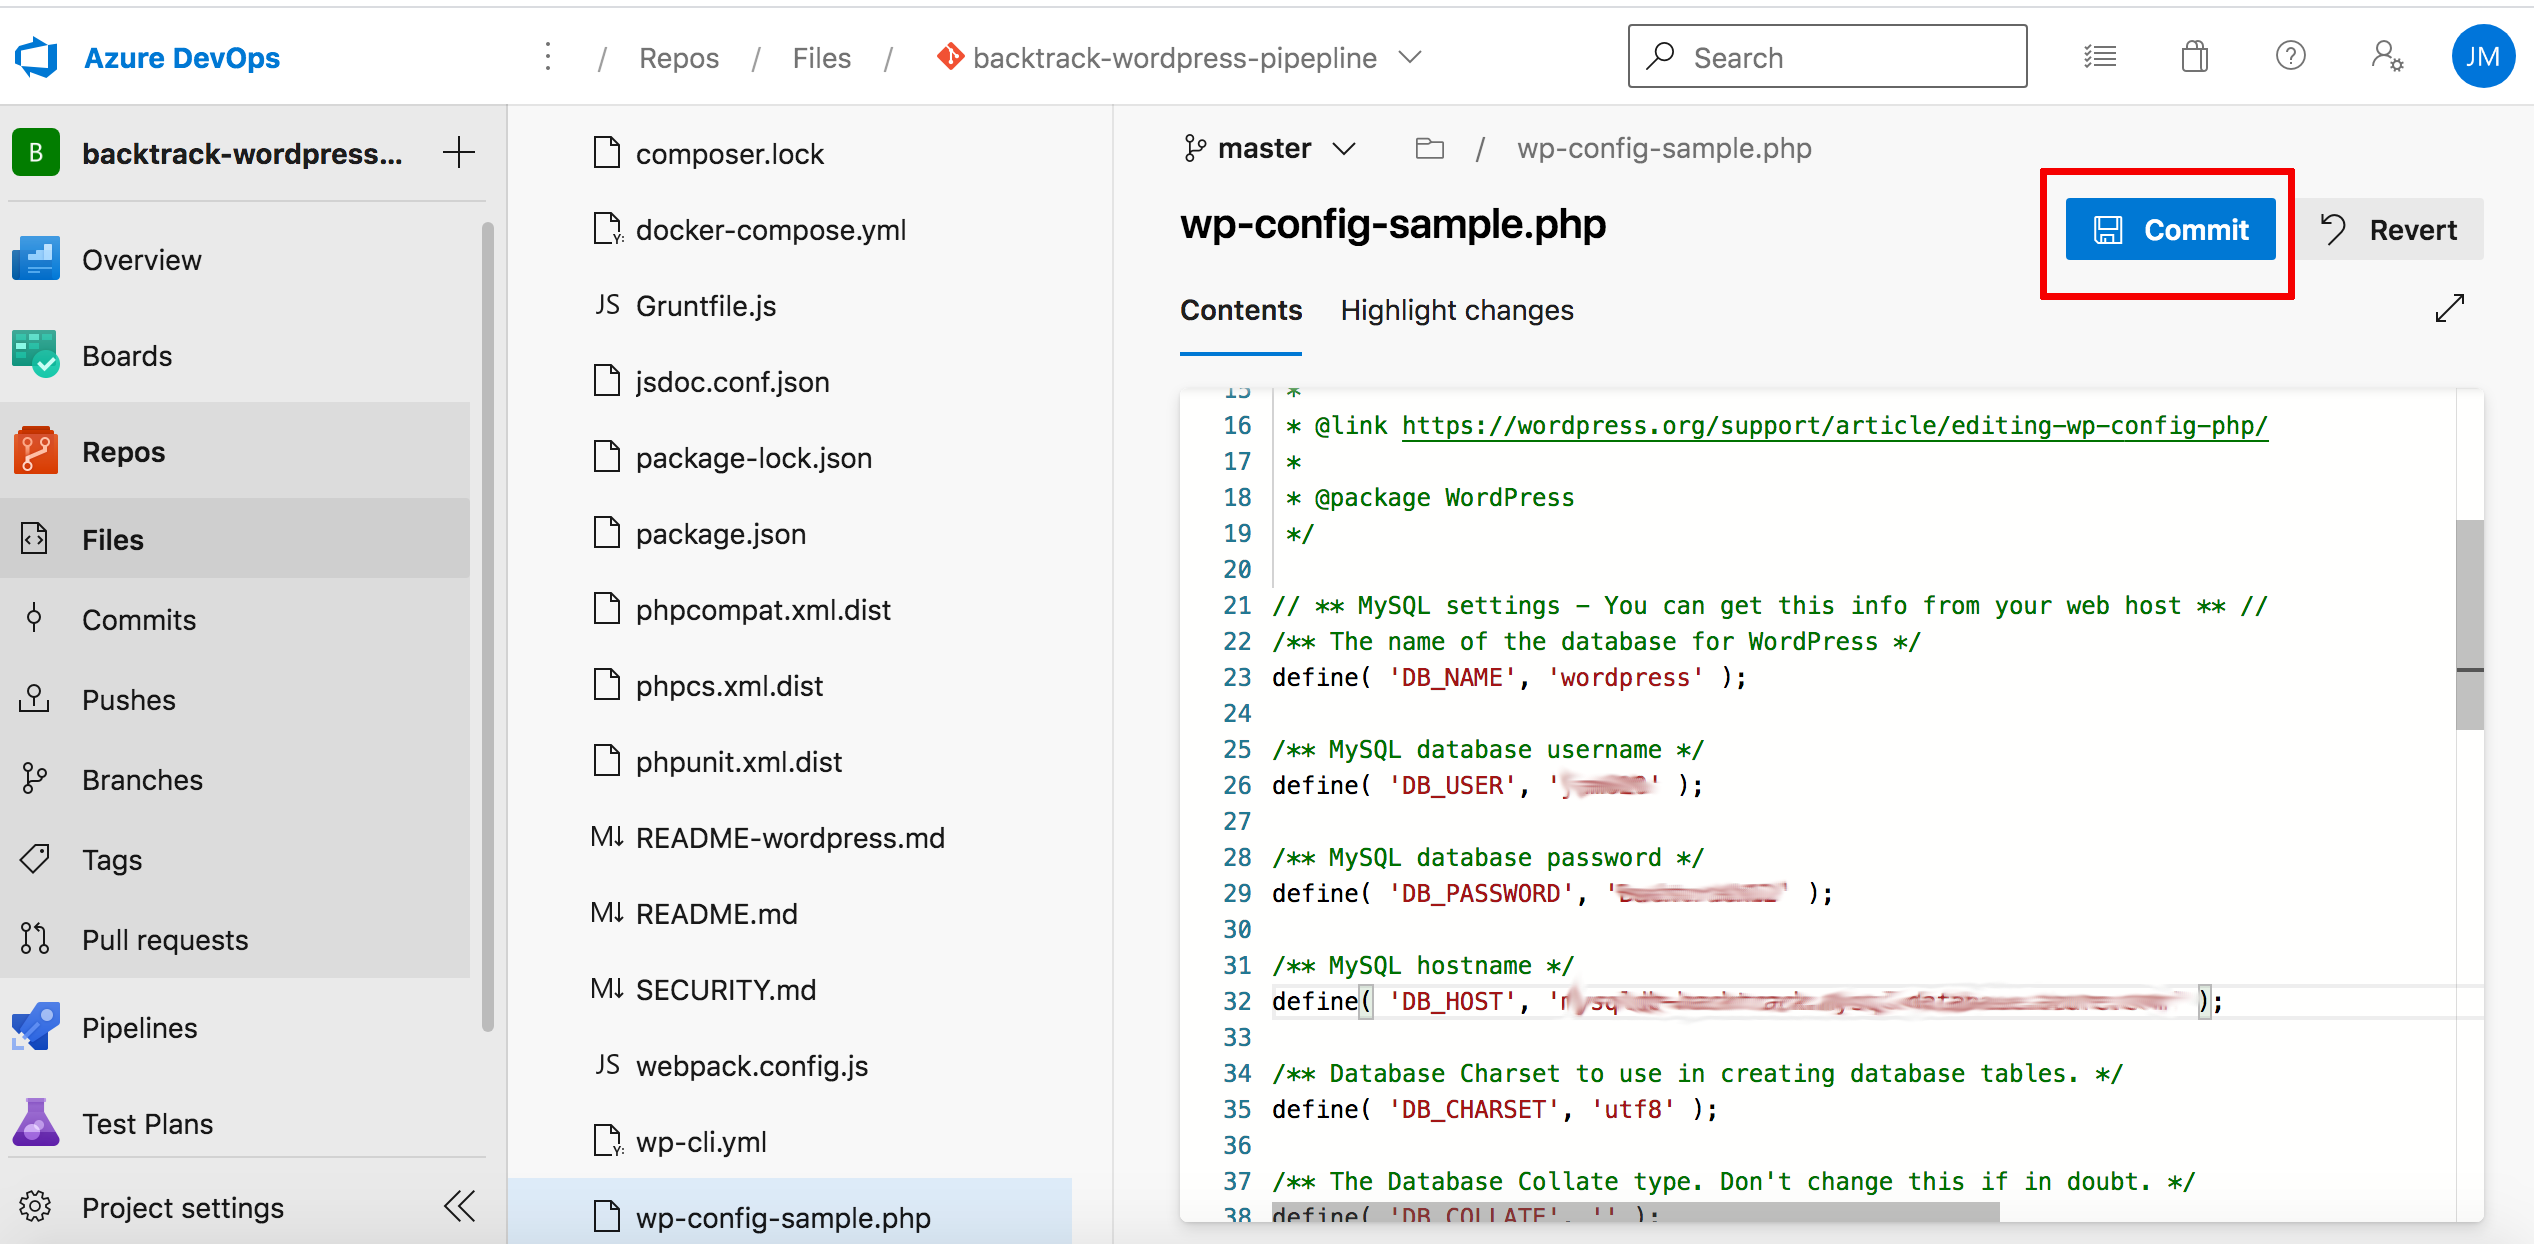 Azure DevOps
/ Repos / Files / backtrack-wordpress-pipepline
Search
JM
B backtrack-wordpress...
Overview
Boards
Repos
Files
Commits
Pushes
Branches
Tags
Pull requests
Pipelines
Test Plans
Project settings
composer.lock
docker-compose.yml
JS Gruntfile.js
jsdoc.conf.json
package-lock.json
package.json
phpcompat.xml.dist
phpcs.xml.dist
phpunit.xml.dist
M↓ README-wordpress.md
M↓ README.md
M↓ SECURITY.md
JS webpack.config.js
wp-cli.yml
wp-config-sample.php
master / wp-config-sample.php
wp-config-sample.php
Commit
Revert
Contents Highlight changes
15 *
16 * @link https://wordpress.org/support/article/editing-wp-config-php/
17 *
18 * @package WordPress
19 */
20
21 // ** MySQL settings - You can get this info from your web host ** //
22 /** The name of the database for WordPress */
23 define( 'DB_NAME', 'wordpress' );
24
25 /** MySQL database username */
26 define( 'DB_USER', ' ' );
27
28 /** MySQL database password */
29 define( 'DB_PASSWORD', ' ' );
30
31 /** MySQL hostname */
32 define( 'DB_HOST', ' );
33
34 /** Database Charset to use in creating database tables. */
35 define( 'DB_CHARSET', 'utf8' );
36
37 /** The Database Collate type. Don't change this if in doubt. */
38 define( 'DB_COLLATE', '' );